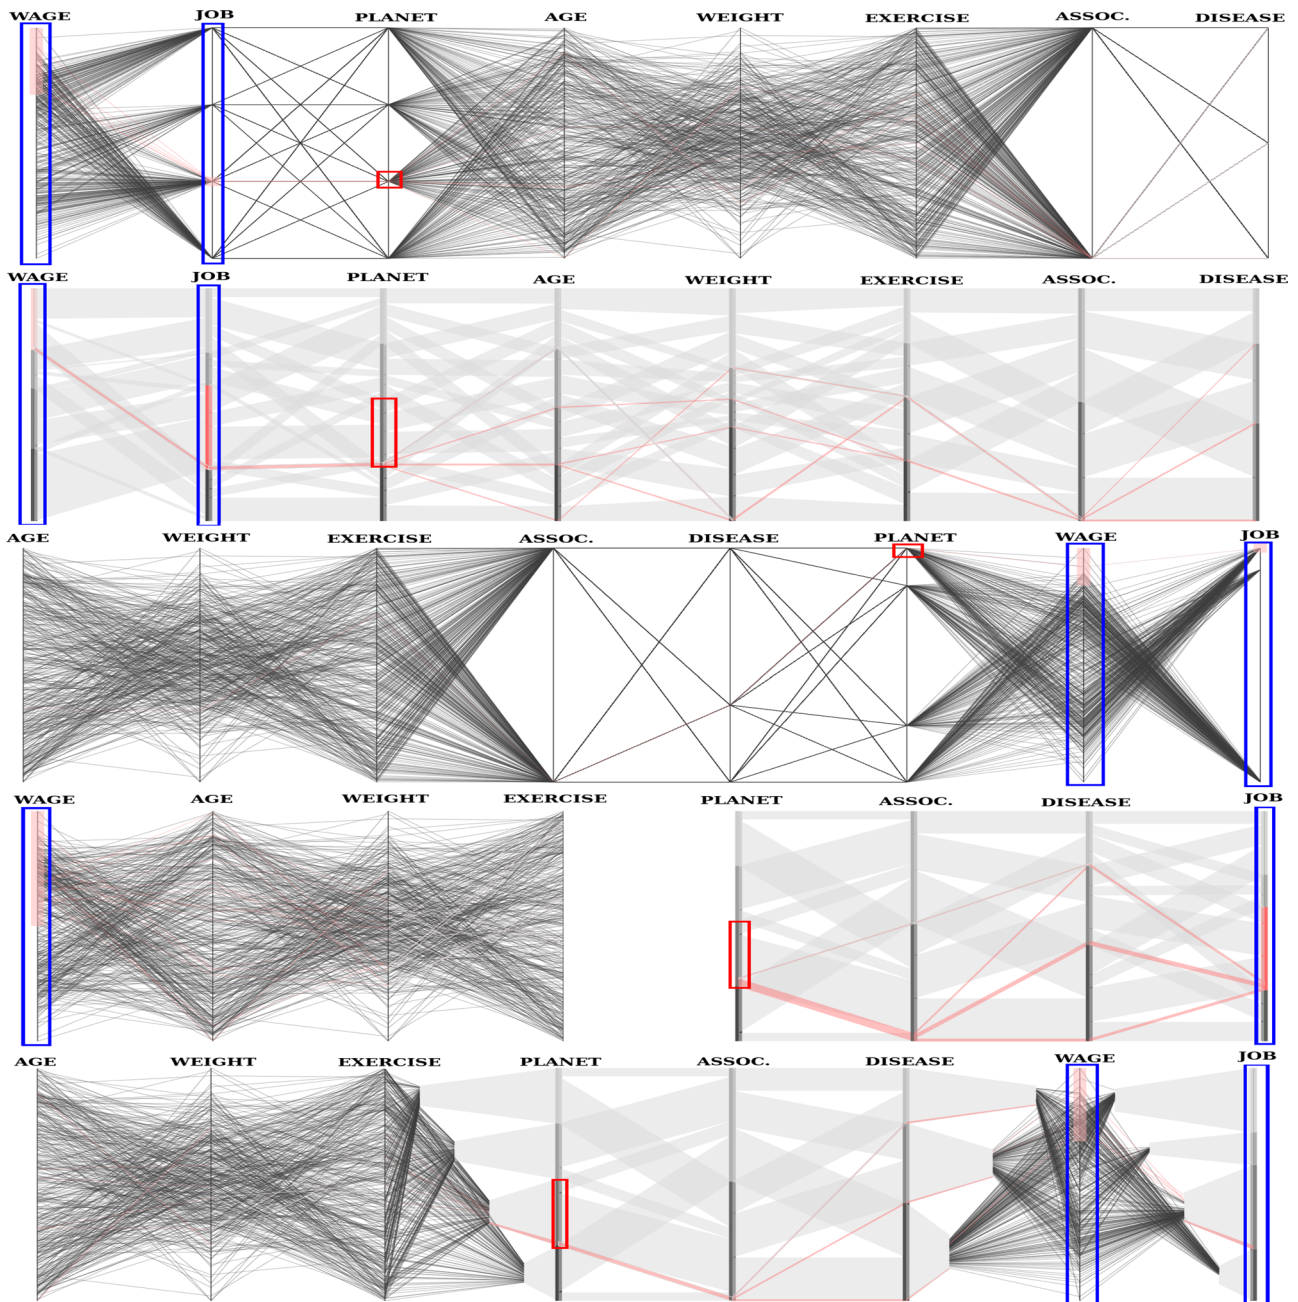 WAGE JOB PLANET AGE WEIGHT EXERCISE ASSOC. DISEASE
WAGE JOB PLANET AGE WEIGHT EXERCISE ASSOC. DISEASE
AGE WEIGHT EXERCISE ASSOC. DISEASE PLANET WAGE JOB
WAGE AGE WEIGHT EXERCISE PLANET ASSOC. DISEASE JOB
AGE WEIGHT EXERCISE PLANET ASSOC. DISEASE WAGE JOB